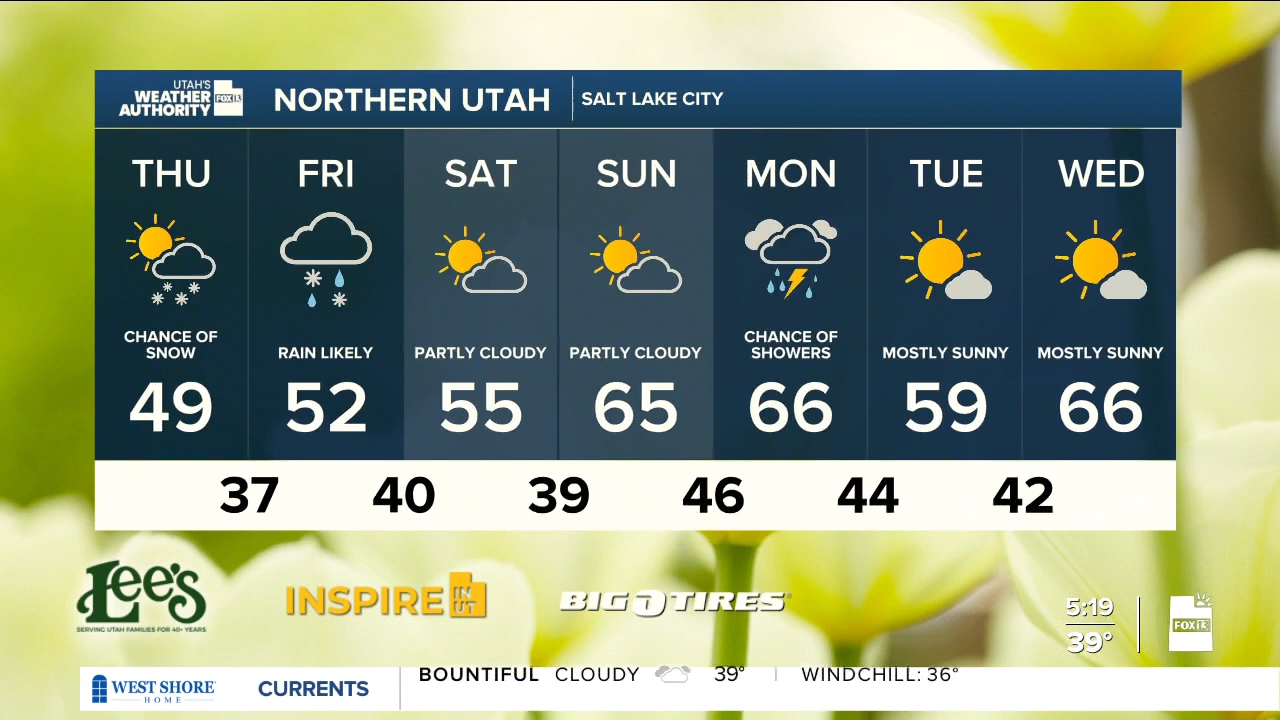 UTAH'S
WEATHER
AUTHORITY
FOX 13
NORTHERN UTAH
SALT LAKE CITY
THU
FRI
SAT
SUN
MON
TUE
WED
CHANCE OF
SNOW
RAIN LIKELY
PARTLY CLOUDY
PARTLY CLOUDY
CHANCE OF
SHOWERS
MOSTLY SUNNY
MOSTLY SUNNY
49
52
55
65
66
59
66
37
40
39
46
44
42
Lee's
SERVING UTAH FAMILIES FOR 40+ YEARS
INSPIRE
BIG O TIRES
5:19
39°
FOX 13
WEST SHORE
HOME
CURRENTS
BOUNTIFUL CLOUDY 39° WINDCHILL: 36°